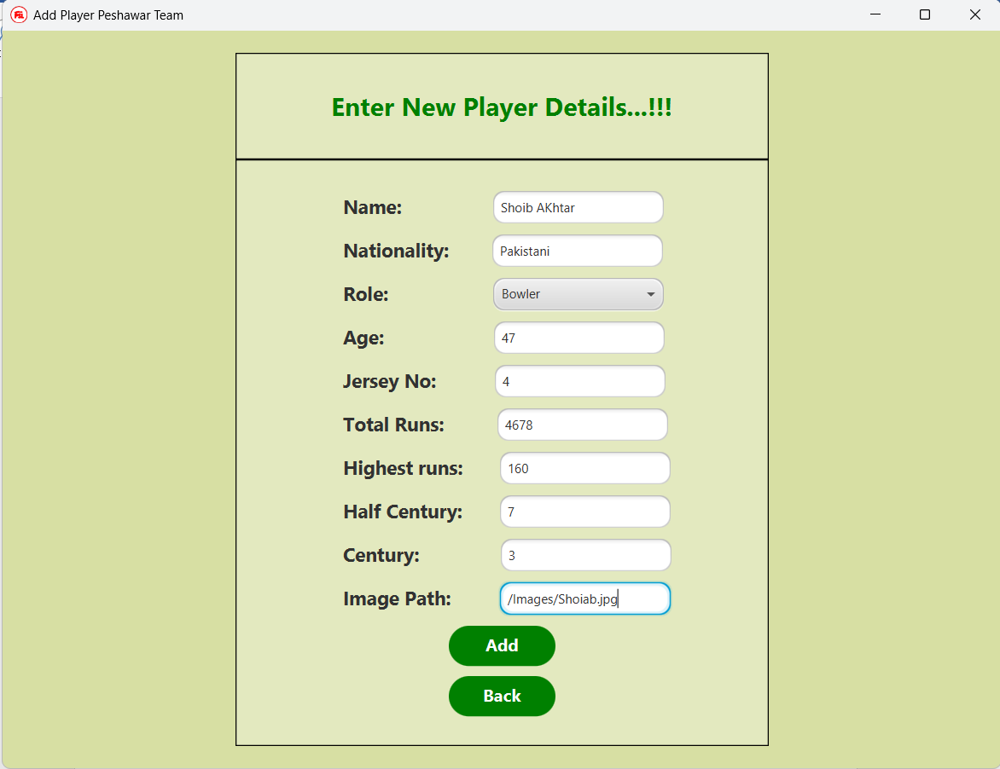 Add Player Peshawar Team
Enter New Player Details...!!!
Name: Shoib AKhtar
Nationality: Pakistani
Role: Bowler
Age: 47
Jersey No: 4
Total Runs: 4678
Highest runs: 160
Half Century: 7
Century: 3
Image Path: /Images/Shoiab.jpg
Add
Back